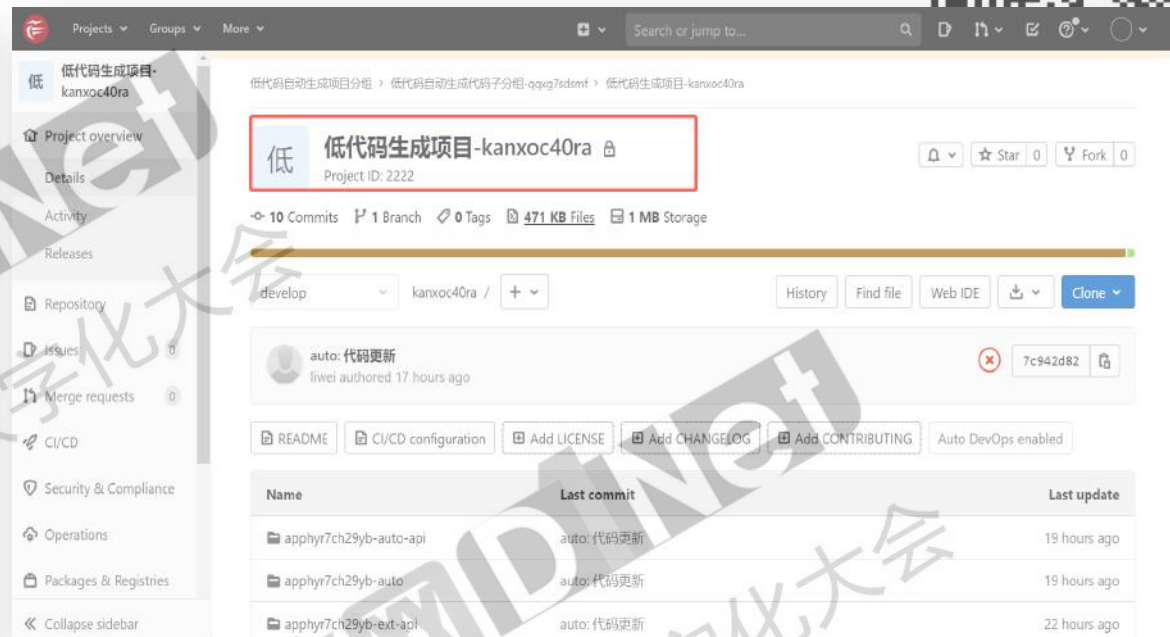 Projects Groups More Search or jump to...
低 低代码生成项目-
kanxoc40ra
Project overview
Details
Activity
Releases
Repository
Issues 0
Merge requests 0
CI/CD
Security & Compliance
Operations
Packages & Registries
Collapse sidebar
低代码自动生成项目分组 > 低代码自动生成代码子分组-qqxg7sdsmf > 低代码生成项目-kanxoc40ra
低 低代码生成项目-kanxoc40ra
Project ID: 2222
Star 0 Fork 0
10 Commits 1 Branch 0 Tags 471 KB Files 1 MB Storage
develop kanxoc40ra / + History Find file Web IDE Clone
auto: 代码更新
liwei authored 17 hours ago
7c942d82
README CI/CD configuration Add LICENSE Add CHANGELOG Add CONTRIBUTING Auto DevOps enabled
Name Last commit Last update
apphyr7ch29yb-auto-api auto: 代码更新 19 hours ago
apphyr7ch29yb-auto auto: 代码更新 19 hours ago
apphyr7ch29yb-ext-api auto: 代码更新 22 hours ago